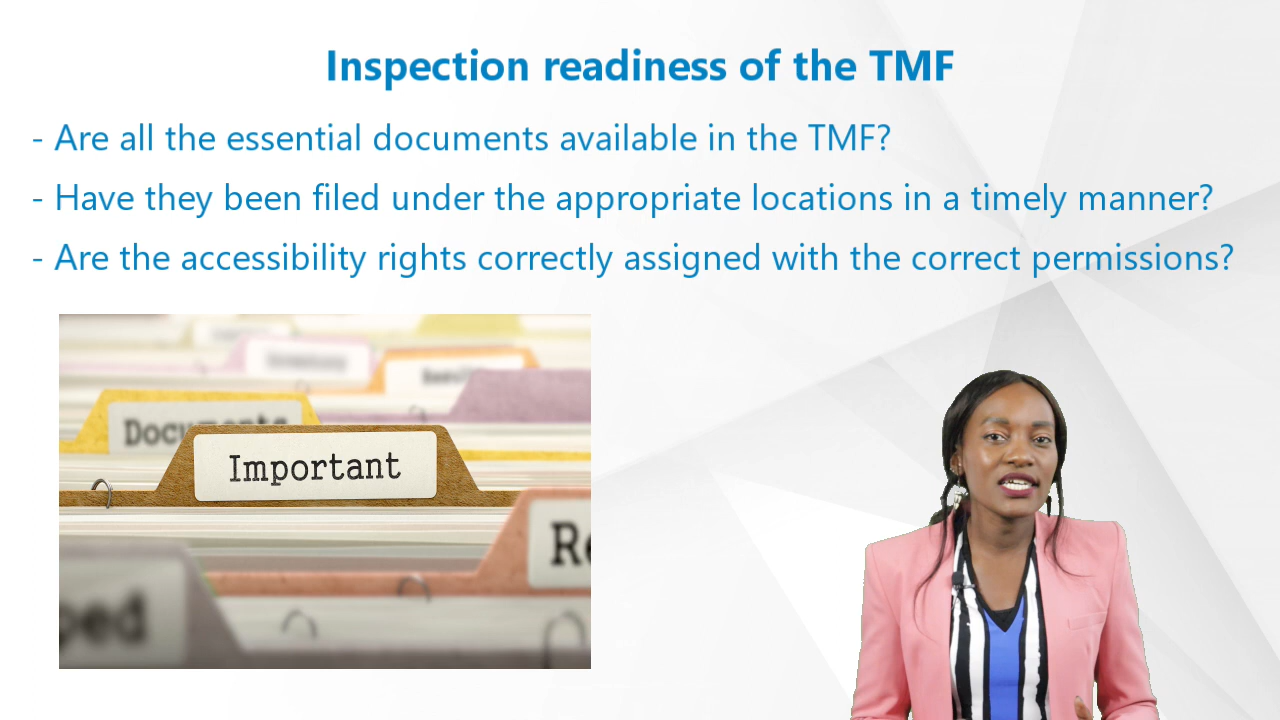 Inspection readiness of the TMF
- Are all the essential documents available in the TMF?
- Have they been filed under the appropriate locations in a timely manner?
- Are the accessibility rights correctly assigned with the correct permissions?
Documents
Important